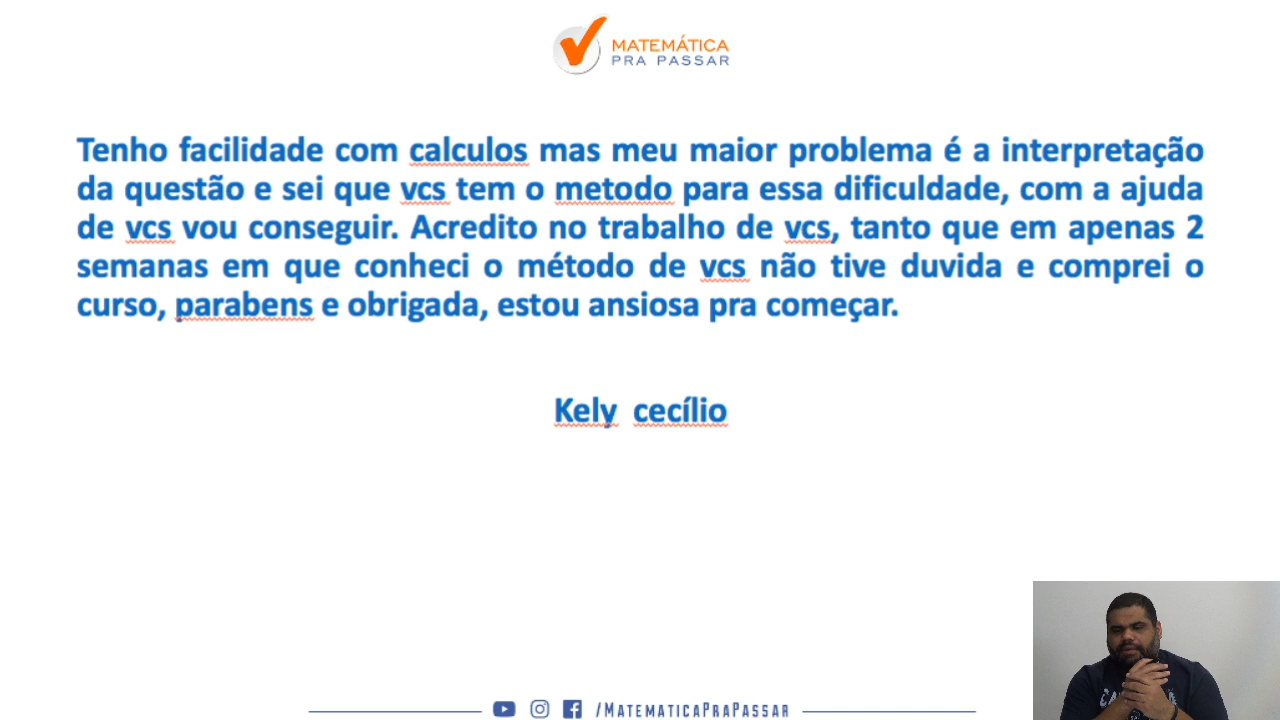 MATEMÁTICA
PRA PASSAR
Tenho facilidade com calculos mas meu maior problema é a interpretação
da questão e sei que vcs tem o metodo para essa dificuldade, com a ajuda
de vcs vou conseguir. Acredito no trabalho de vcs, tanto que em apenas 2
semanas em que conheci o método de vcs não tive duvida e comprei o
curso, parabens e obrigada, estou ansiosa pra começar.
Kely cecílio
/MATEMATICAPRAPASSAR